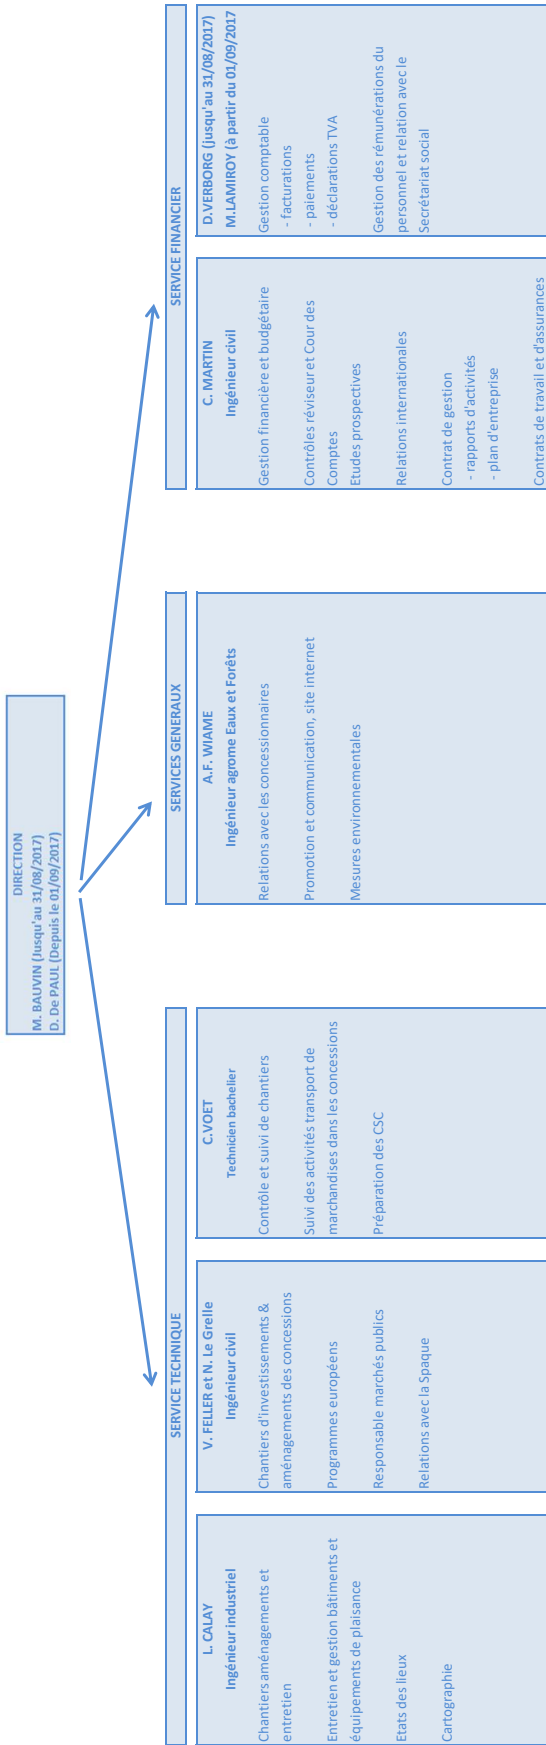 DIRECTION
M. BAUVIN (Jusqu'au 31/08/2017)
D. De PAUL (Depuis le 01/09/2017)
SERVICE TECHNIQUE
L. CALAY
Ingénieur industriel
Chantiers aménagements et
entretien
Entretien et gestion bâtiments et
équipements de plaisance
Etats des lieux
Cartographie
V. FELLER et N. Le Grelle
Ingénieur civil
Chantiers d'investissements &
aménagements des concessions
Programmes européens
Responsable marchés publics
Relations avec la Spaque
C.VOET
Technicien bachelier
Contrôle et suivi de chantiers
Suivi des activités transport de
marchandises dans les concessions
Préparation des CSC
SERVICES GENERAUX
A.F. WIAME
Ingénieur agrome Eaux et Forêts
Relations avec les concessionnaires
Promotion et communication, site internet
Mesures environnementales
SERVICE FINANCIER
C. MARTIN
Ingénieur civil
Gestion financière et budgétaire
Contrôles réviseur et Cour des
Comptes
Etudes prospectives
Relations internationales
Contrat de gestion
- rapports d'activités
- plan d'entreprise
Contrats de travail et d'assurances
D.VERBORG (jusqu'au 31/08/2017)
M.LAMIROY (à partir du 01/09/2017
Gestion comptable
- facturations
- paiements
- déclarations TVA
Gestion des rémunérations du
personnel et relation avec le
Secrétariat social